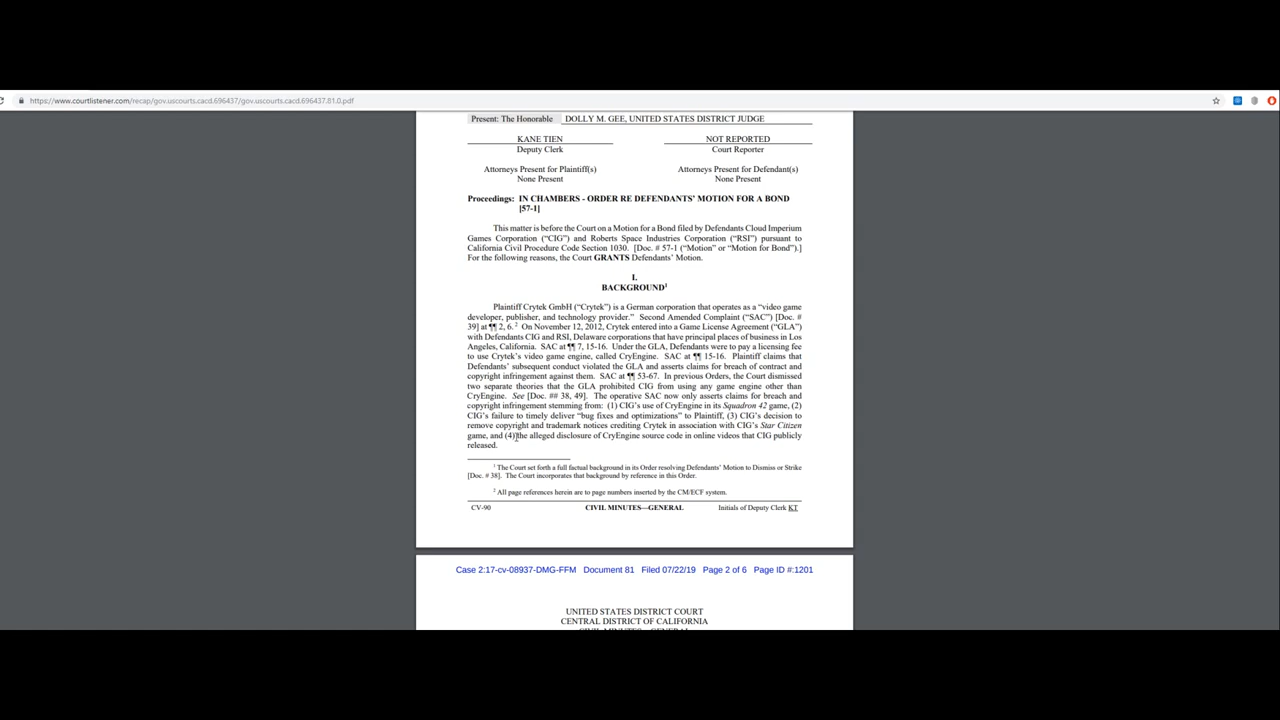 https://www.courtlistener.com/recap/gov.uscourts.cacd.696437/gov.uscourts.cacd.696437.81.0.pdf
Present: The Honorable DOLLY M. GEE, UNITED STATES DISTRICT JUDGE
KANE TIEN NOT REPORTED
Deputy Clerk Court Reporter
Attorneys Present for Plaintiff(s) Attorneys Present for Defendant(s)
None Present None Present
Proceedings: IN CHAMBERS - ORDER RE DEFENDANTS' MOTION FOR A BOND
[57-1]
This matter is before the Court on a Motion for a Bond filed by Defendants Cloud Imperium
Games Corporation ("CIG") and Roberts Space Industries Corporation ("RSI") pursuant to
California Civil Procedure Code Section 1030. [Doc. # 57-1 ("Motion" or "Motion for Bond").]
For the following reasons, the Court GRANTS Defendants' Motion.
I.
BACKGROUND¹
Plaintiff Crytek GmbH ("Crytek") is a German corporation that operates as a "video game
developer, publisher, and technology provider." Second Amended Complaint ("SAC") [Doc. #
39] at ¶¶ 2, 6. ² On November 12, 2012, Crytek entered into a Game License Agreement ("GLA")
with Defendants CIG and RSI, Delaware corporations that have principal places of business in Los
Angeles, California. SAC at ¶¶ 7, 15-16. Under the GLA, Defendants were to pay a licensing fee
to use Crytek's video game engine, called CryEngine. SAC at ¶¶ 15-16. Plaintiff claims that
Defendants' subsequent conduct violated the GLA and asserts claims for breach of contract and
copyright infringement against them. SAC at ¶¶ 53-67. In previous Orders, the Court dismissed
two separate theories that the GLA prohibited CIG from using any game engine other than
CryEngine. See [Doc. ## 38, 49]. The operative SAC now only asserts claims for breach and
copyright infringement stemming from: (1) CIG's use of CryEngine in its Squadron 42 game, (2)
CIG's failure to timely deliver "bug fixes and optimizations" to Plaintiff, (3) CIG's decision to
remove copyright and trademark notices crediting Crytek in association with CIG's Star Citizen
game, and (4) the alleged disclosure of CryEngine source code in online videos that CIG publicly
released.
¹ The Court set forth a full factual background in its Order resolving Defendants' Motion to Dismiss or Strike
[Doc. # 38]. The Court incorporates that background by reference in this Order.
² All page references herein are to page numbers inserted by the CM/ECF system.
CV-90 CIVIL MINUTES—GENERAL Initials of Deputy Clerk KT
Case 2:17-cv-08937-DMG-FFM Document 81 Filed 07/22/19 Page 2 of 6 Page ID #:1201
UNITED STATES DISTRICT COURT
CENTRAL DISTRICT OF CALIFORNIA